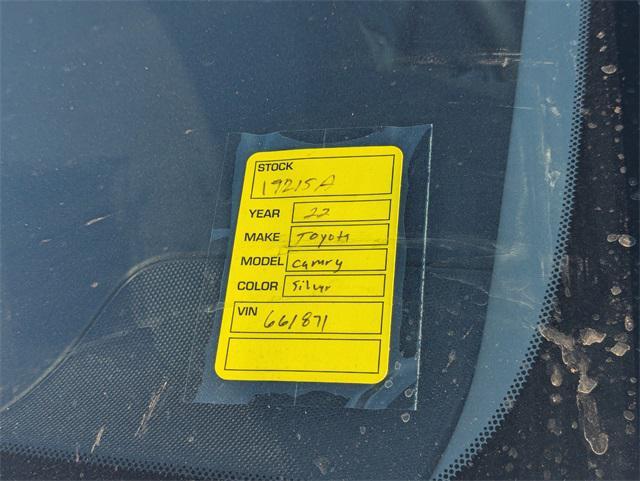 STOCK
19215A
YEAR 22
MAKE Toyota
MODEL Camry
COLOR Silver
VIN 661871